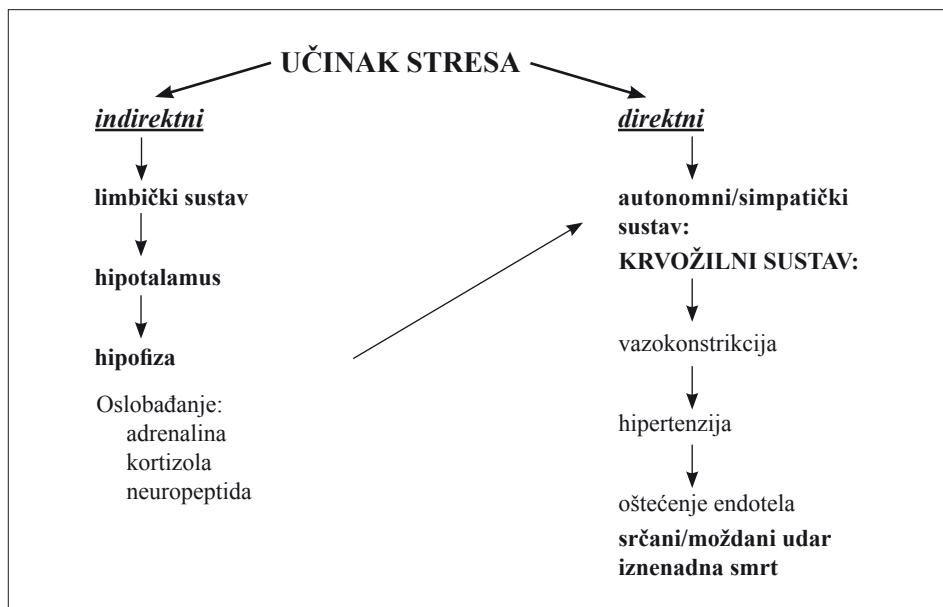 UČINAK STRESA
indirektni
limbički sustav
hipotalamus
hipofiza
Oslobađanje:
adrenalina
kortizola
neuropeptida
direktni
autonomni/simpatički
sustav:
KRVOŽILNI SUSTAV:
vazokonstrikcija
hipertenzija
oštećenje endotela
srčani/moždani udar
iznenadna smrt